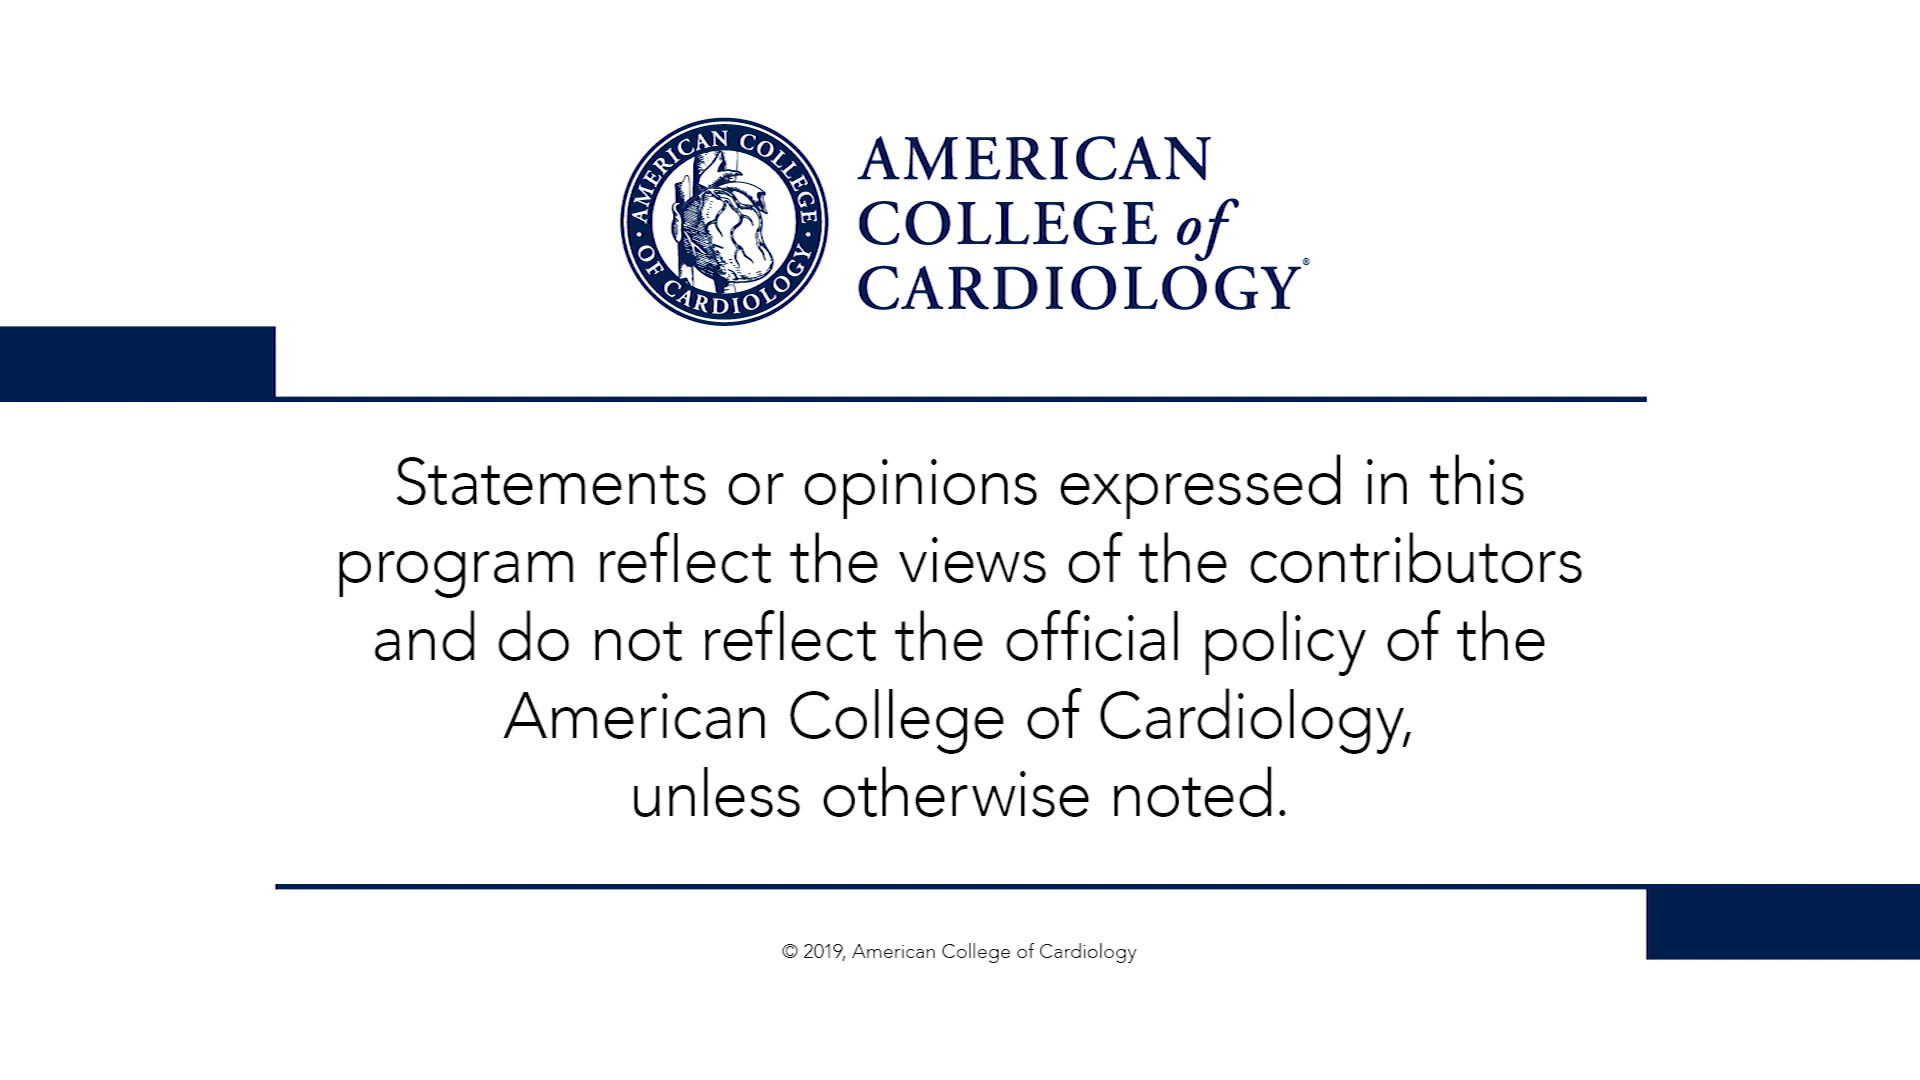 AMERICAN COLLEGE
· OF CARDIOLOGY ·
AMERICAN
COLLEGE of
CARDIOLOGY®
Statements or opinions expressed in this
program reflect the views of the contributors
and do not reflect the official policy of the
American College of Cardiology,
unless otherwise noted.
© 2019, American College of Cardiology